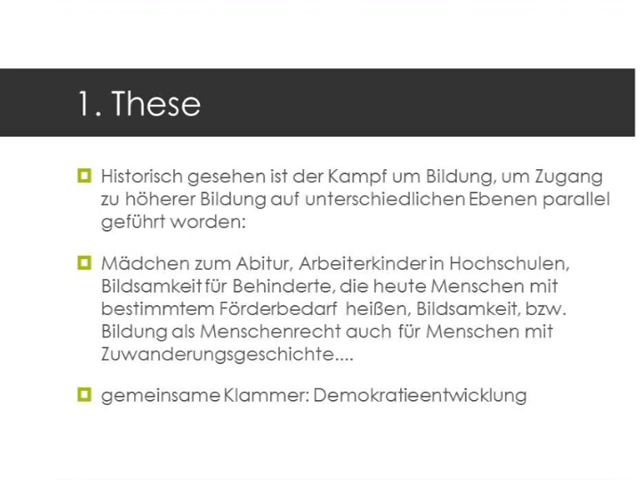 1. These
Historisch gesehen ist der Kampf um Bildung, um Zugang
zu höherer Bildung auf unterschiedlichen Ebenen parallel
geführt worden:
Mädchen zum Abitur, Arbeiterkinder in Hochschulen,
Bildsamkeit für Behinderte, die heute Menschen mit
bestimmtem Förderbedarf heißen, Bildsamkeit, bzw.
Bildung als Menschenrecht auch für Menschen mit
Zuwanderungsgeschichte....
gemeinsame Klammer: Demokratieentwicklung